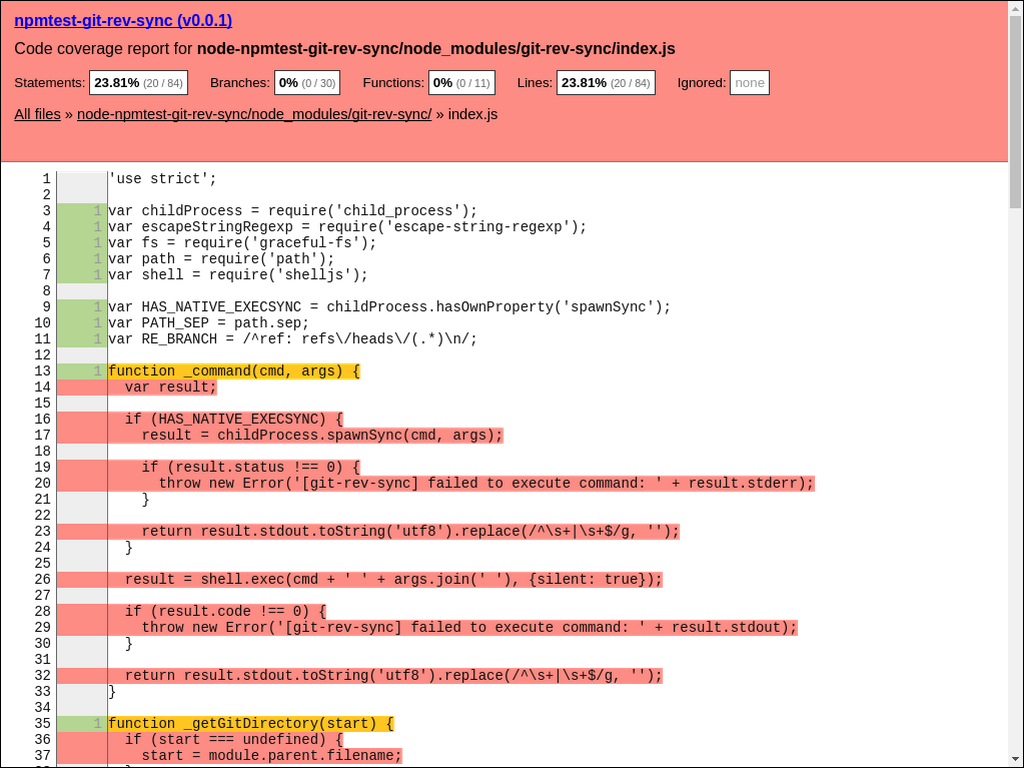 npmtest-git-rev-sync (v0.0.1)
Code coverage report for node-npmtest-git-rev-sync/node_modules/git-rev-sync/index.js
Statements: 23.81% (20 / 84) Branches: 0% (0 / 30) Functions: 0% (0 / 11) Lines: 23.81% (20 / 84) Ignored: none
All files » node-npmtest-git-rev-sync/node_modules/git-rev-sync/ » index.js
1 'use strict';
2
3 1 var childProcess = require('child_process');
4 1 var escapeStringRegexp = require('escape-string-regexp');
5 1 var fs = require('graceful-fs');
6 1 var path = require('path');
7 1 var shell = require('shelljs');
8
9 1 var HAS_NATIVE_EXECSYNC = childProcess.hasOwnProperty('spawnSync');
10 1 var PATH_SEP = path.sep;
11 1 var RE_BRANCH = /^ref: refs\/heads\/(.*)\n/;
12
13 1 function _command(cmd, args) {
14 var result;
15
16 if (HAS_NATIVE_EXECSYNC) {
17 result = childProcess.spawnSync(cmd, args);
18
19 if (result.status !== 0) {
20 throw new Error('[git-rev-sync] failed to execute command: ' + result.stderr);
21 }
22
23 return result.stdout.toString('utf8').replace(/^\s+|\s+$/g, '');
24 }
25
26 result = shell.exec(cmd + ' ' + args.join(' '), {silent: true});
27
28 if (result.code !== 0) {
29 throw new Error('[git-rev-sync] failed to execute command: ' + result.stdout);
30 }
31
32 return result.stdout.toString('utf8').replace(/^\s+|\s+$/g, '');
33 }
34
35 1 function _getGitDirectory(start) {
36 if (start === undefined) {
37 start = module.parent.filename;